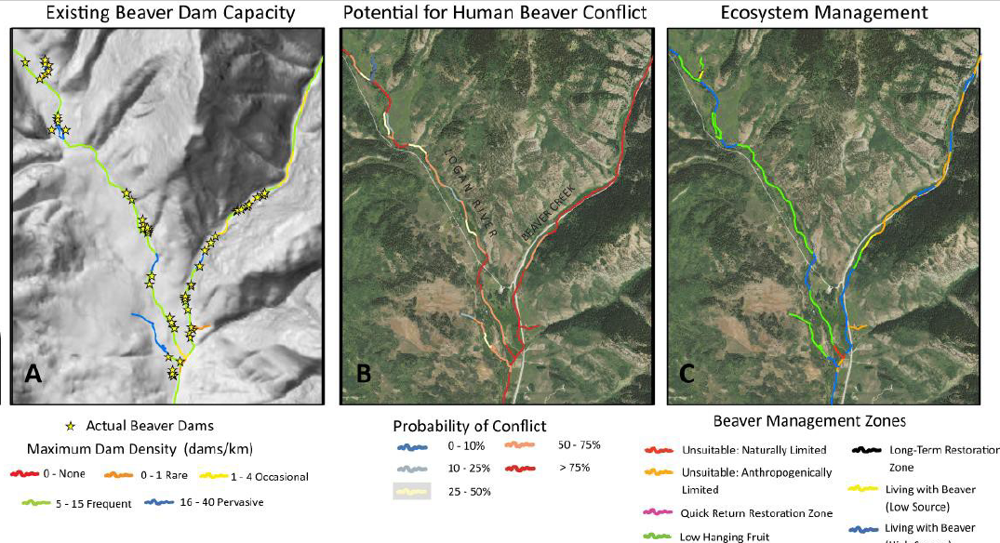 Existing Beaver Dam Capacity
Potential for Human Beaver Conflict
Ecosystem Management
LOGAN RIVER
BEAVER CREEK
A
B
C
Actual Beaver Dams
Maximum Dam Density (dams/km)
0 - None
0 - 1 Rare
1 - 4 Occasional
5 - 15 Frequent
16 - 40 Pervasive
Probability of Conflict
0 - 10%
50 - 75%
10 - 25%
> 75%
25 - 50%
Beaver Management Zones
Unsuitable: Naturally Limited
Unsuitable: Anthropogenically
Limited
Quick Return Restoration Zone
Low Hanging Fruit
Long-Term Restoration
Zone
Living with Beaver
(Low Source)
Living with Beaver